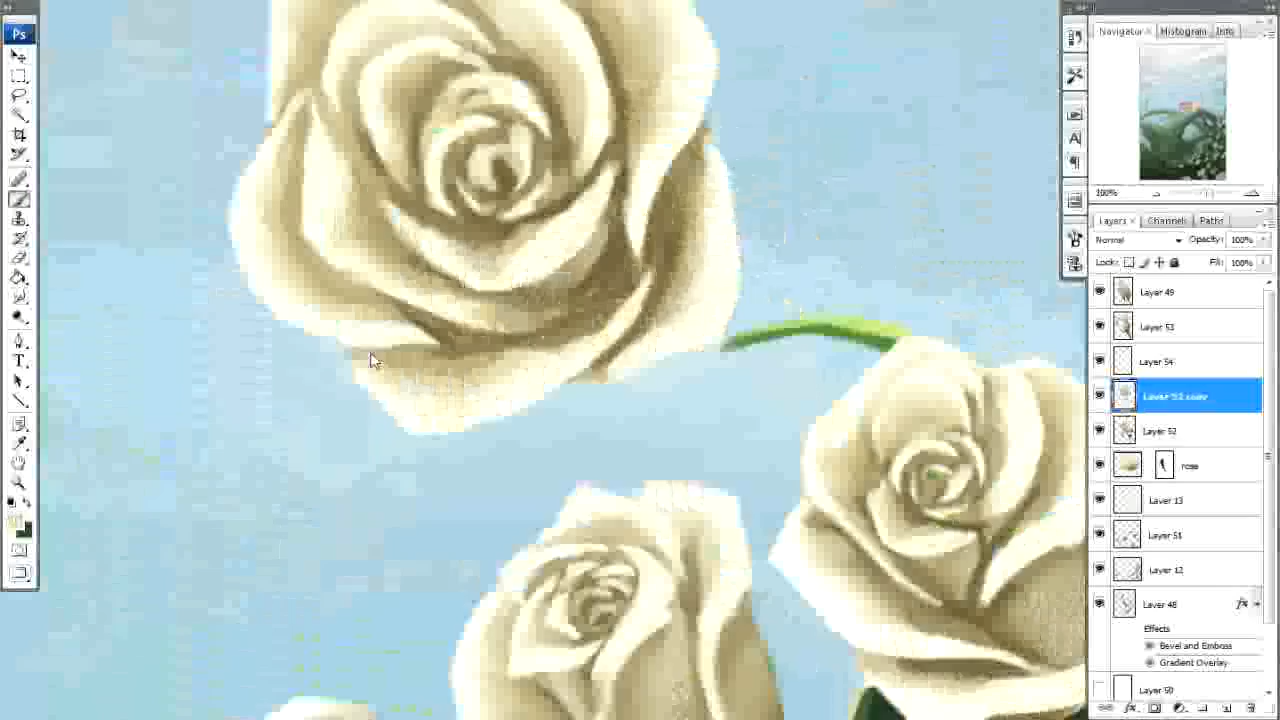 Ps
Navigator × Histogram Info
100%
Layers × Channels Paths
Normal Opacity: 100%
Lock: Fill: 100%
Layer 49
Layer 53
Layer 54
Layer 52 copy
Layer 52
rose
Layer 13
Layer 51
Layer 12
Layer 48 fx
Effects
Bevel and Emboss
Gradient Overlay
Layer 50